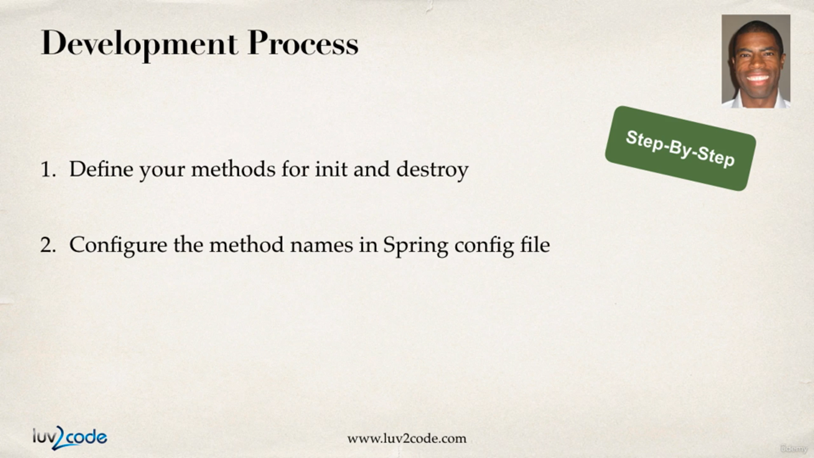 Development Process
Step-By-Step
1. Define your methods for init and destroy
2. Configure the method names in Spring config file
luv2code
www.luv2code.com
Udemy